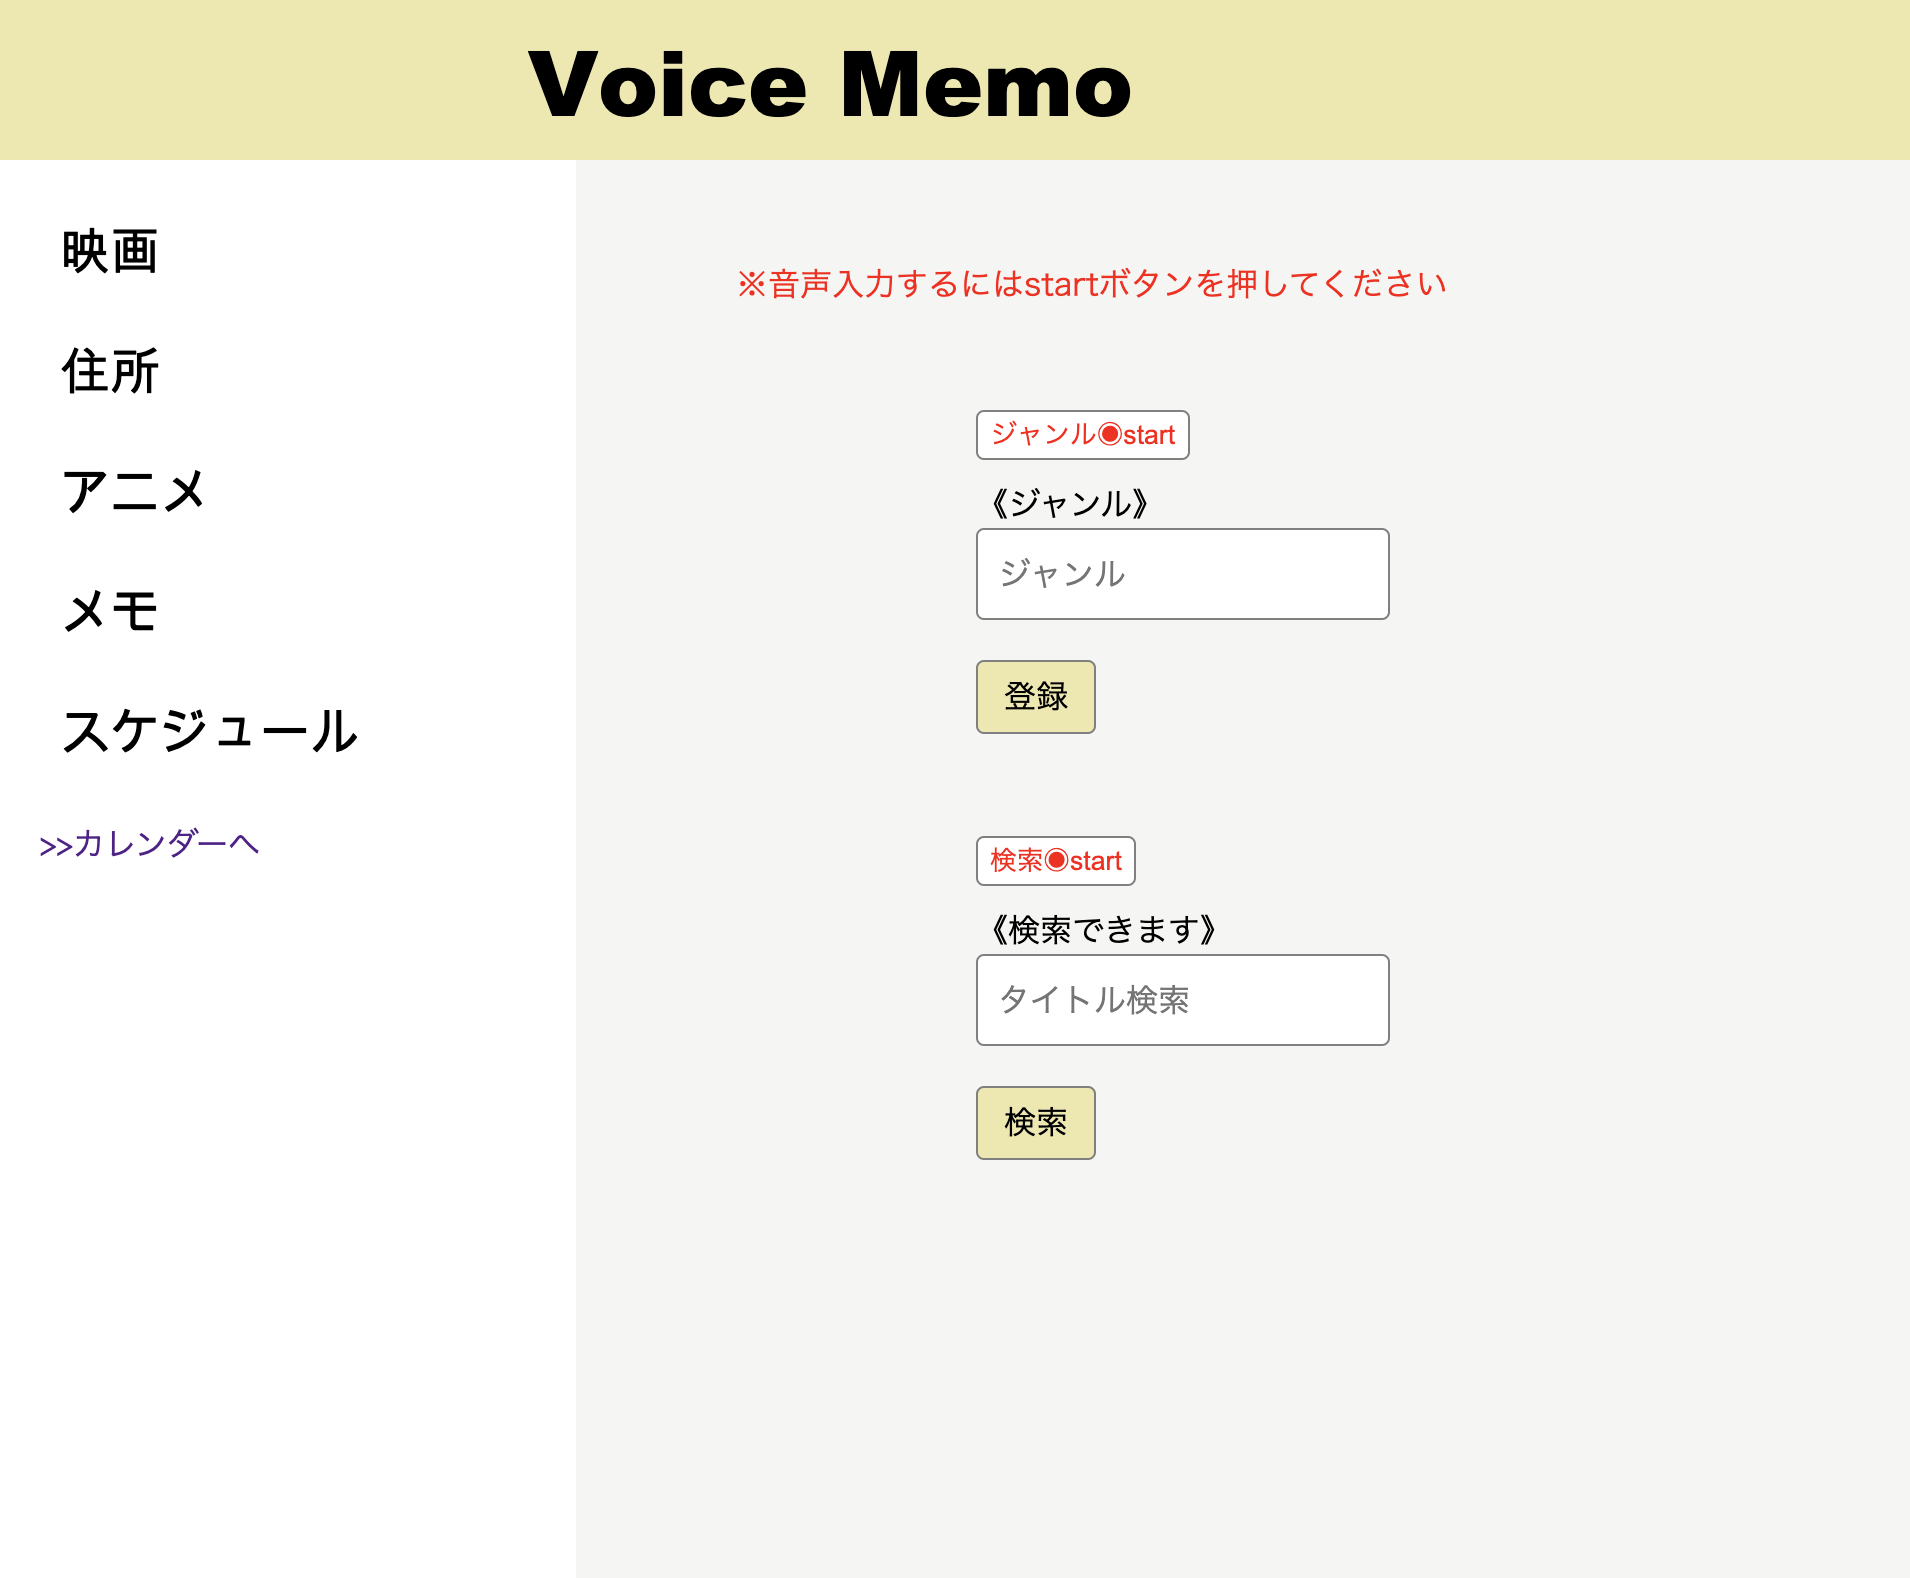 Voice Memo
映画
住所
アニメ
メモ
スケジュール
>>カレンダーへ
※音声入力するにはstartボタンを押してください
ジャンル◉start
《ジャンル》
ジャンル
登録
検索◉start
《検索できます》
タイトル検索
検索